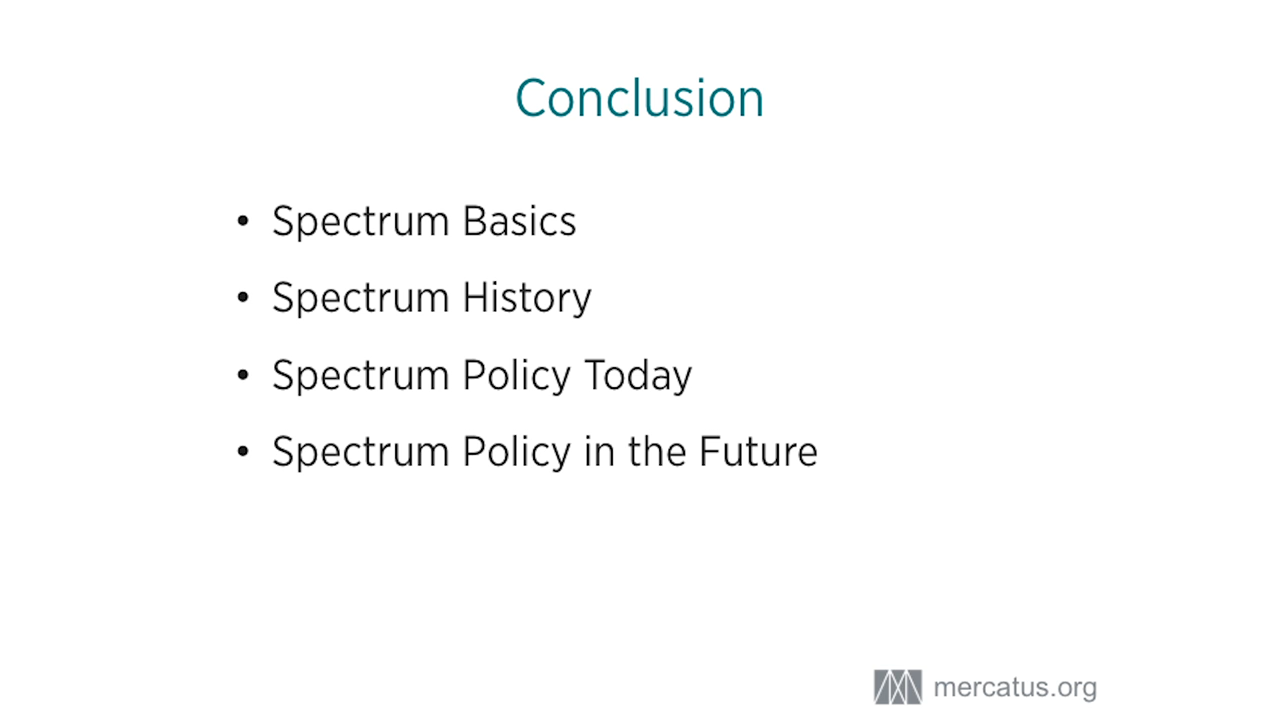 Conclusion
• Spectrum Basics
• Spectrum History
• Spectrum Policy Today
• Spectrum Policy in the Future
mercatus.org